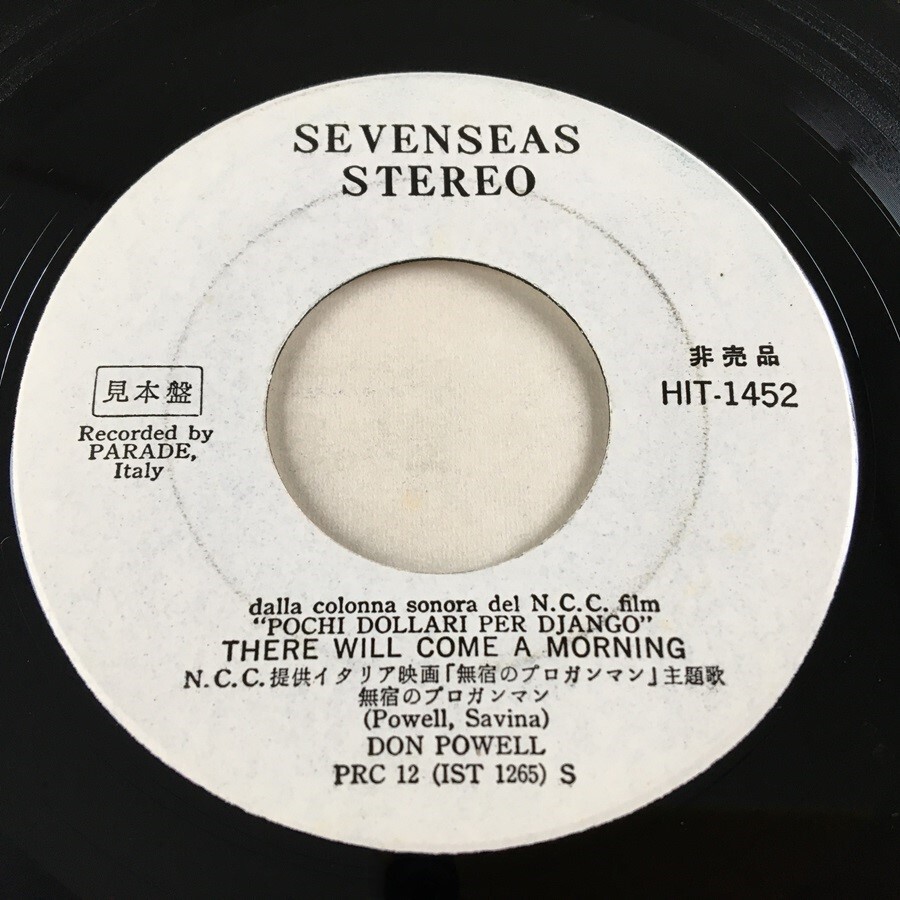 SEVENSEAS
STEREO
見本盤
Recorded by
PARADE,
Italy
非売品
HIT-1452
dalla colonna sonora del N.C.C. film
"POCHI DOLLARI PER DJANGO"
THERE WILL COME A MORNING
N.C.C.提供イタリア映画「無宿のプロガンマン」主題歌
無宿のプロガンマン
(Powell, Savina)
DON POWELL
PRC 12 (IST 1265) S